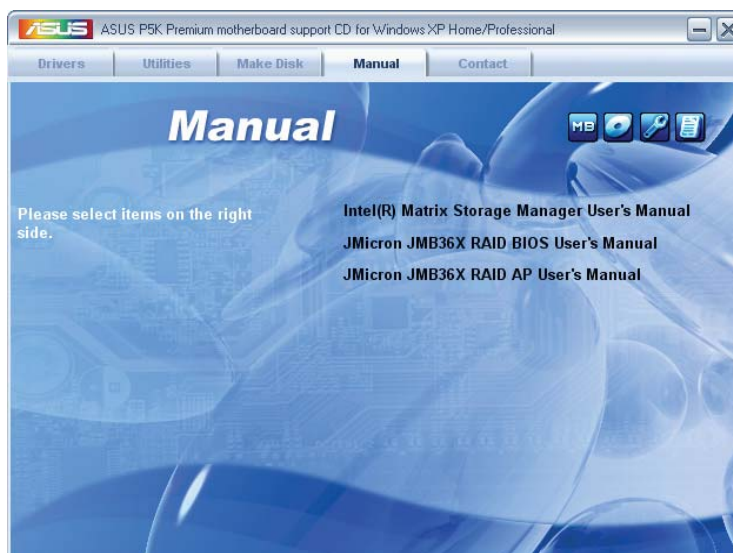 ASUS ASUS P5K Premium motherboard support CD for Windows XP Home/Professional
Drivers Utilities Make Disk Manual Contact
Manual
MB
Please select items on the right
side.
Intel(R) Matrix Storage Manager User's Manual
JMicron JMB36X RAID BIOS User's Manual
JMicron JMB36X RAID AP User's Manual